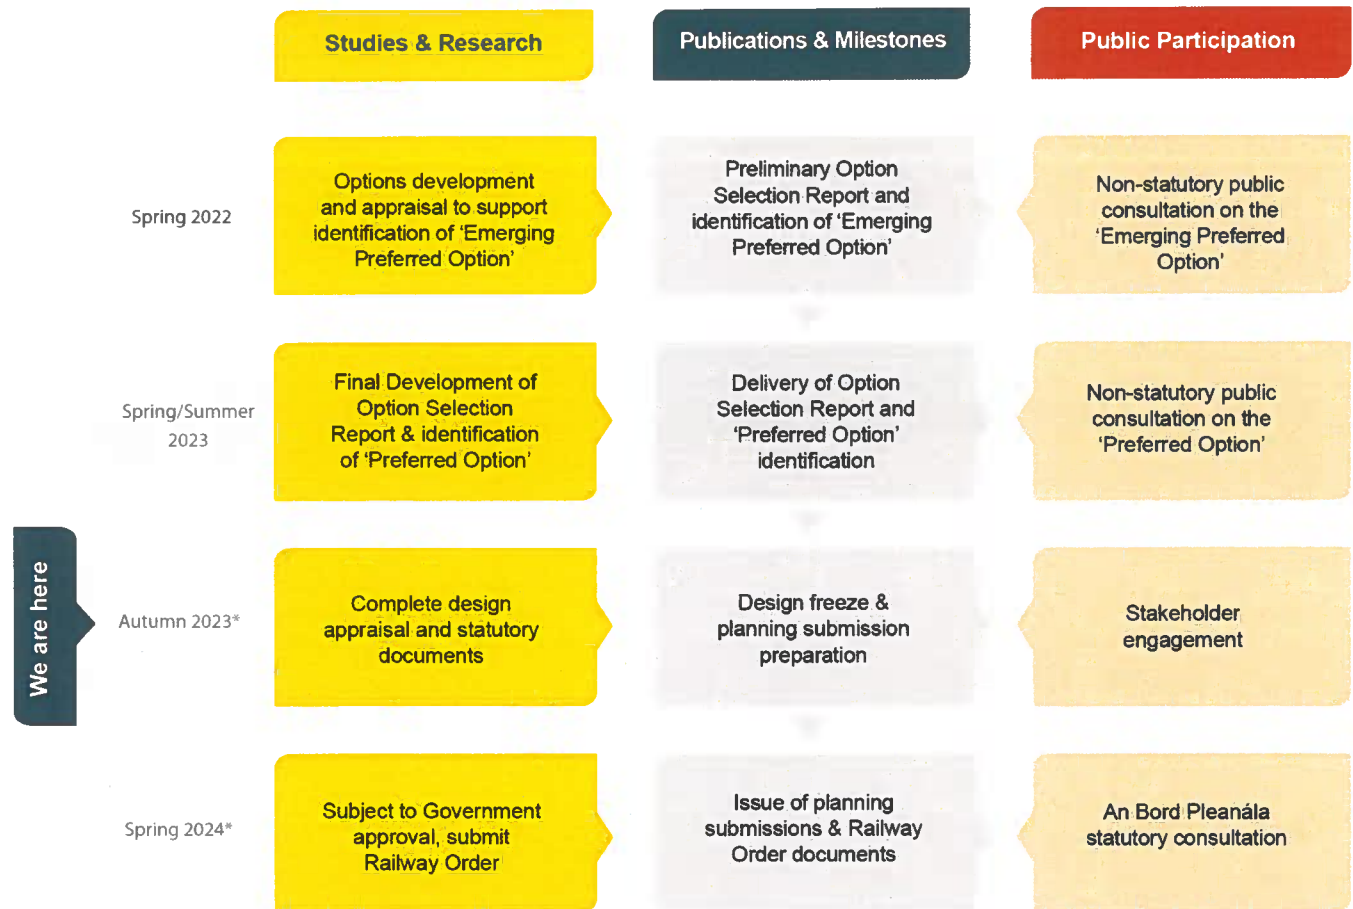 Studies & Research
Publications & Milestones
Public Participation
Spring 2022
Options development
and appraisal to support
identification of ‘Emerging
Preferred Option’
Preliminary Option
Selection Report and
identification of ‘Emerging
Preferred Option’
Non-statutory public
consultation on the
‘Emerging Preferred
Option’
Spring/Summer
2023
Final Development of
Option Selection
Report & identification
of ‘Preferred Option’
Delivery of Option
Selection Report and
‘Preferred Option’
identification
Non-statutory public
consultation on the
‘Preferred Option’
We are here
Autumn 2023*
Complete design
appraisal and statutory
documents
Design freeze &
planning submission
preparation
Stakeholder
engagement
Spring 2024*
Subject to Government
approval, submit
Railway Order
Issue of planning
submissions & Railway
Order documents
An Bord Pleanála
statutory consultation